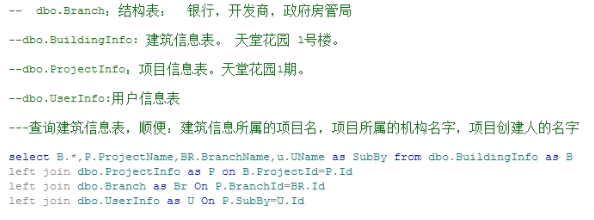 -- dbo.Branch：结构表： 银行，开发商，政府房管局
--dbo.BuildingInfo：建筑信息表。 天堂花园 1号楼。
--dbo.ProjectInfo：项目信息表。天堂花园1期。
--dbo.UserInfo:用户信息表
---查询建筑信息表，顺便：建筑信息所属的项目名，项目所属的机构名字，项目创建人的名字
select B.*,P.ProjectName,BR.BranchName,u.UName as SubBy from dbo.BuildingInfo as B
left join dbo.ProjectInfo as P on B.ProjectId=P.Id
left join dbo.Branch as Br On P.BranchId=BR.Id
left join dbo.UserInfo as U On P.SubBy=U.Id